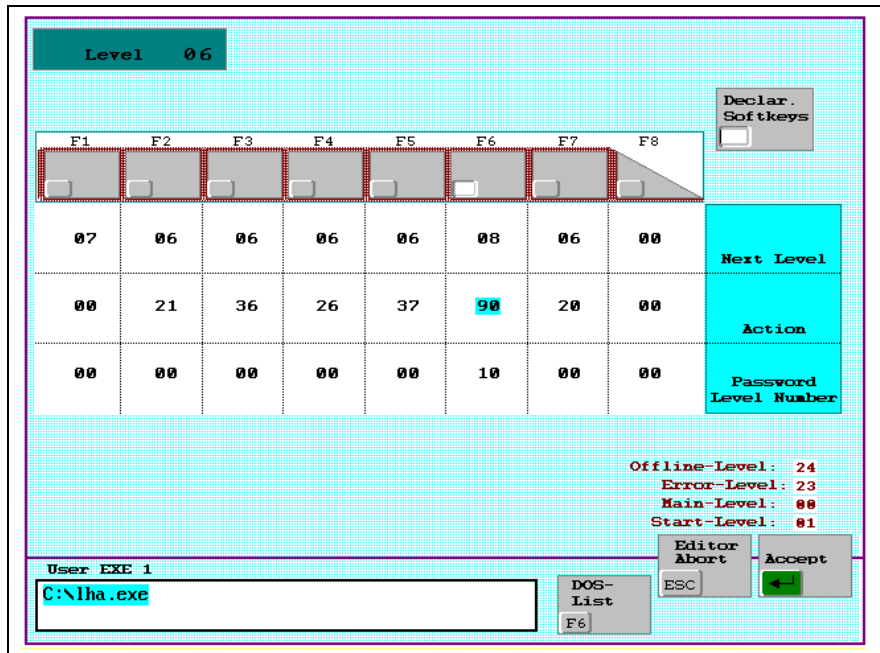 Level 06
Declar.
Softkeys
F1 F2 F3 F4 F5 F6 F7 F8
07 06 06 06 06 08 06 00
Next Level
00 21 36 26 37 90 20 00
Action
00 00 00 00 00 10 00 00
Password
Level Number
Offline-Level: 24
Error-Level: 23
Main-Level: 00
Start-Level: 01
Editor
Abort
ESC
Accept
User EXE 1
C:\lha.exe
DOS-
List
F6